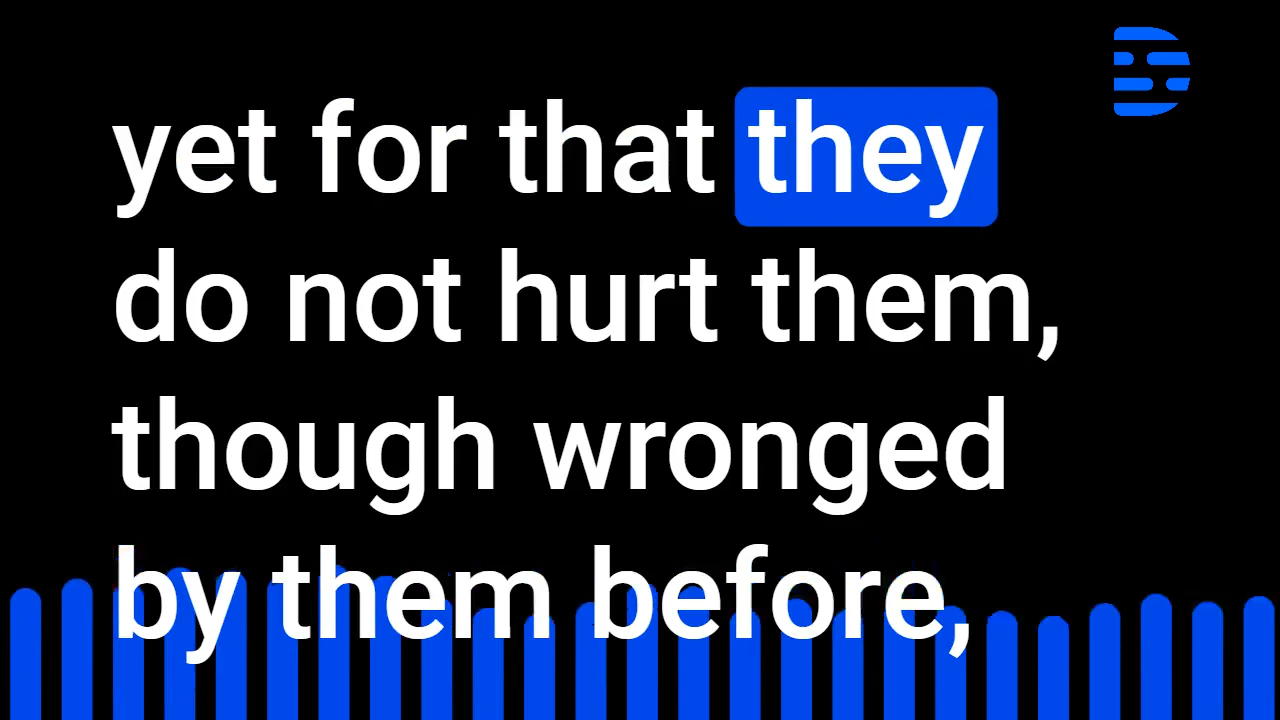 yet for that they
do not hurt them,
though wronged
by them before,